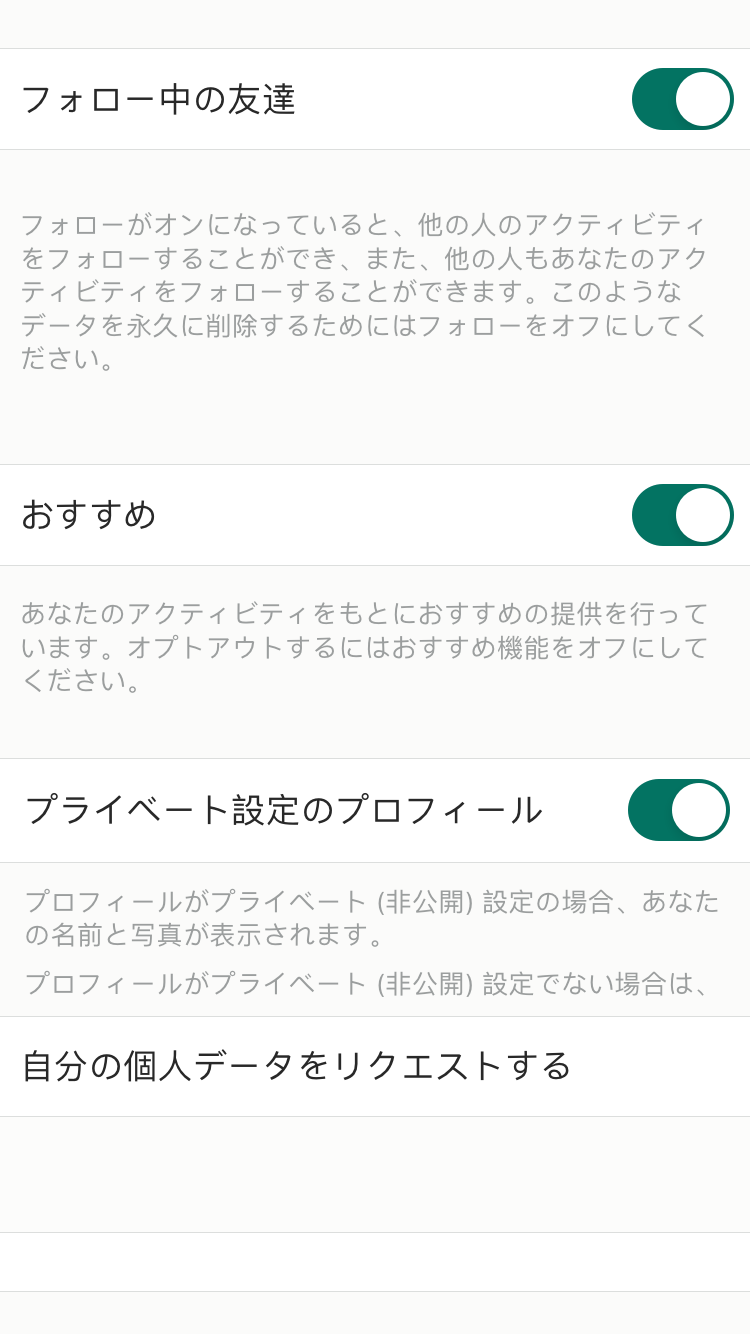 フォロー中の友達
フォローがオンになっていると、他の人のアクティビティ
をフォローすることができ、また、他の人もあなたのアク
ティビティをフォローすることができます。このような
データを永久に削除するためにはフォローをオフにしてく
ださい。
おすすめ
あなたのアクティビティをもとにおすすめの提供を行って
います。オプトアウトするにはおすすめ機能をオフにして
ください。
プライベート設定のプロフィール
プロフィールがプライベート (非公開) 設定の場合、あなた
の名前と写真が表示されます。
プロフィールがプライベート (非公開) 設定でない場合は、
自分の個人データをリクエストする